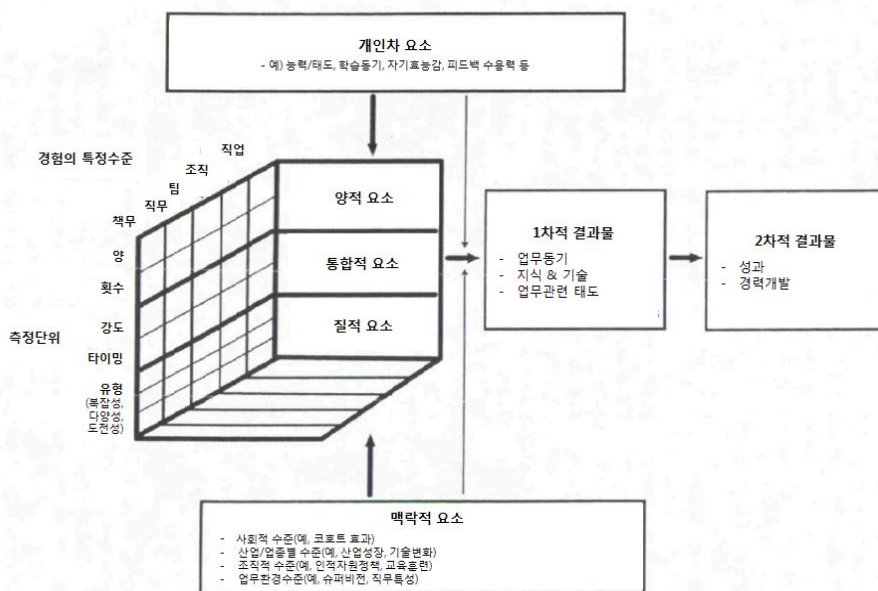 개인차 요소
- 예) 능력/태도, 학습동기, 자기효능감, 피드백 수용력 등
경험의 특정수준
책무
직무
팀
조직
직업
측정단위
양
횟수
강도
타이밍
유형
(복잡성,
다양성,
도전성)
양적 요소
통합적 요소
질적 요소
1차적 결과물
- 업무동기
- 지식 & 기술
- 업무관련 태도
2차적 결과물
- 성과
- 경력개발
맥락적 요소
- 사회적 수준(예, 코호트 효과)
- 산업/업종별 수준(예, 산업성장, 기술변화)
- 조직적 수준(예, 인적자원정책, 교육훈련)
- 업무환경수준(예, 슈퍼비전, 직무특성)